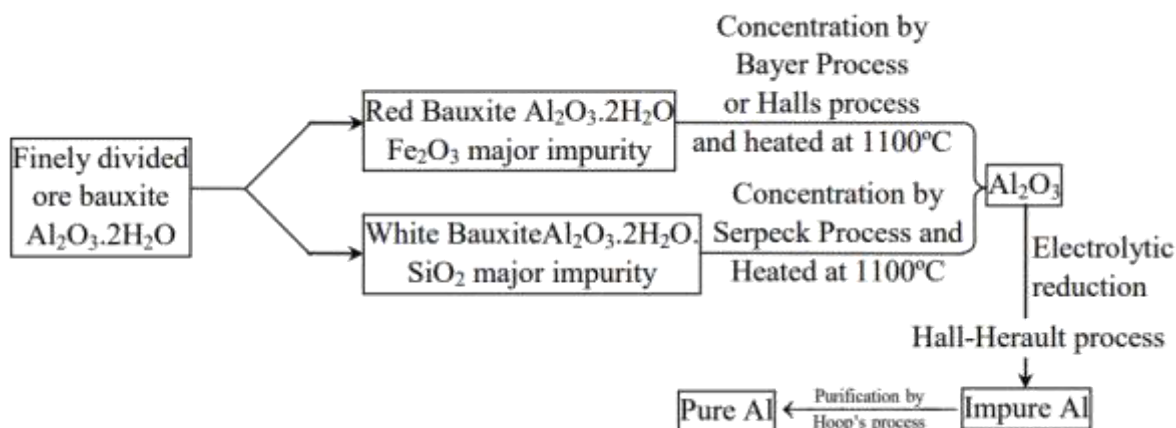 Finely divided
ore bauxite
Al₂O₃.2H₂O
Red Bauxite Al₂O₃.2H₂O
Fe₂O₃ major impurity
White BauxiteAl₂O₃.2H₂O.
SiO₂ major impurity
Concentration by
Bayer Process
or Halls process
and heated at 1100ºC
Concentration by
Serpeck Process and
Heated at 1100ºC
Al₂O₃
Electrolytic
reduction
Hall-Herault process
Impure Al
Purification by
Hoop's process
Pure Al